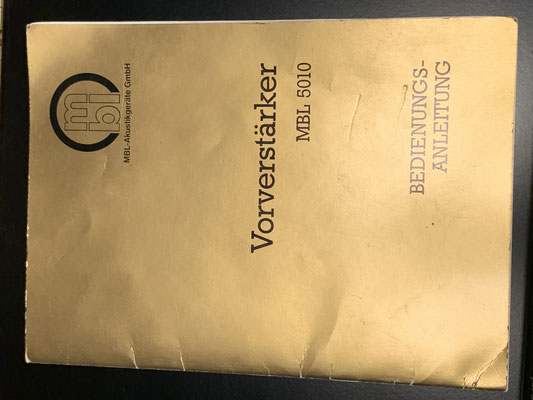 mbl
MBL-Akustikgeräte GmbH
Vorverstärker
MBL 5010
BEDIENUNGS-
ANLEITUNG